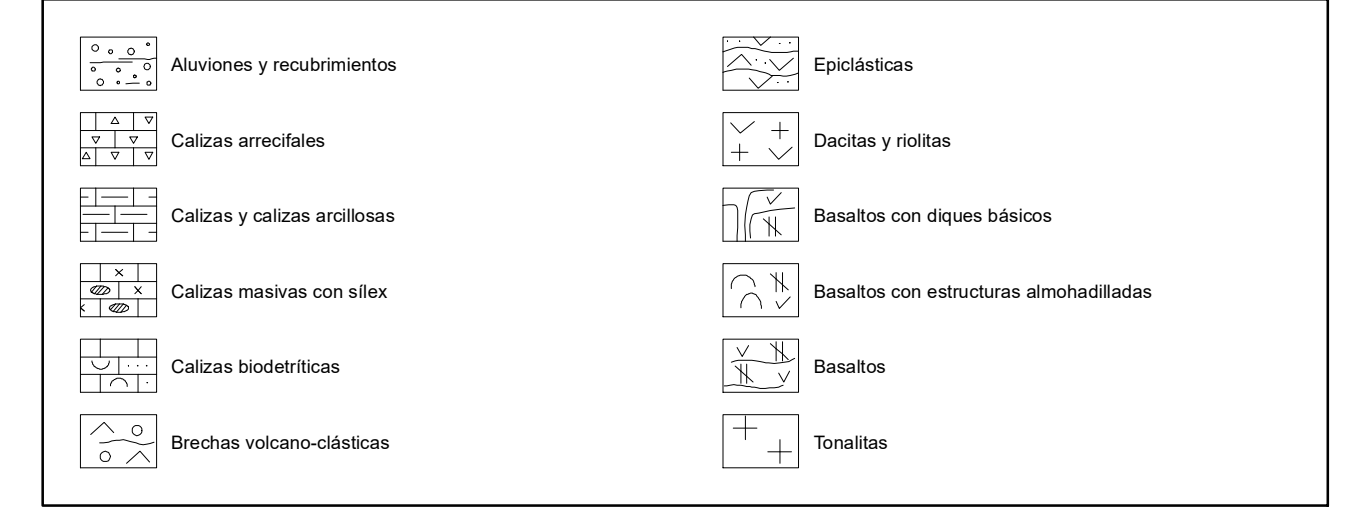 Aluviones y recubrimientos
Calizas arrecifales
Calizas y calizas arcillosas
Calizas masivas con sílex
Calizas biodetríticas
Brechas volcano-clásticas
Epiclásticas
Dacitas y riolitas
Basaltos con diques básicos
Basaltos con estructuras almohadilladas
Basaltos
Tonalitas